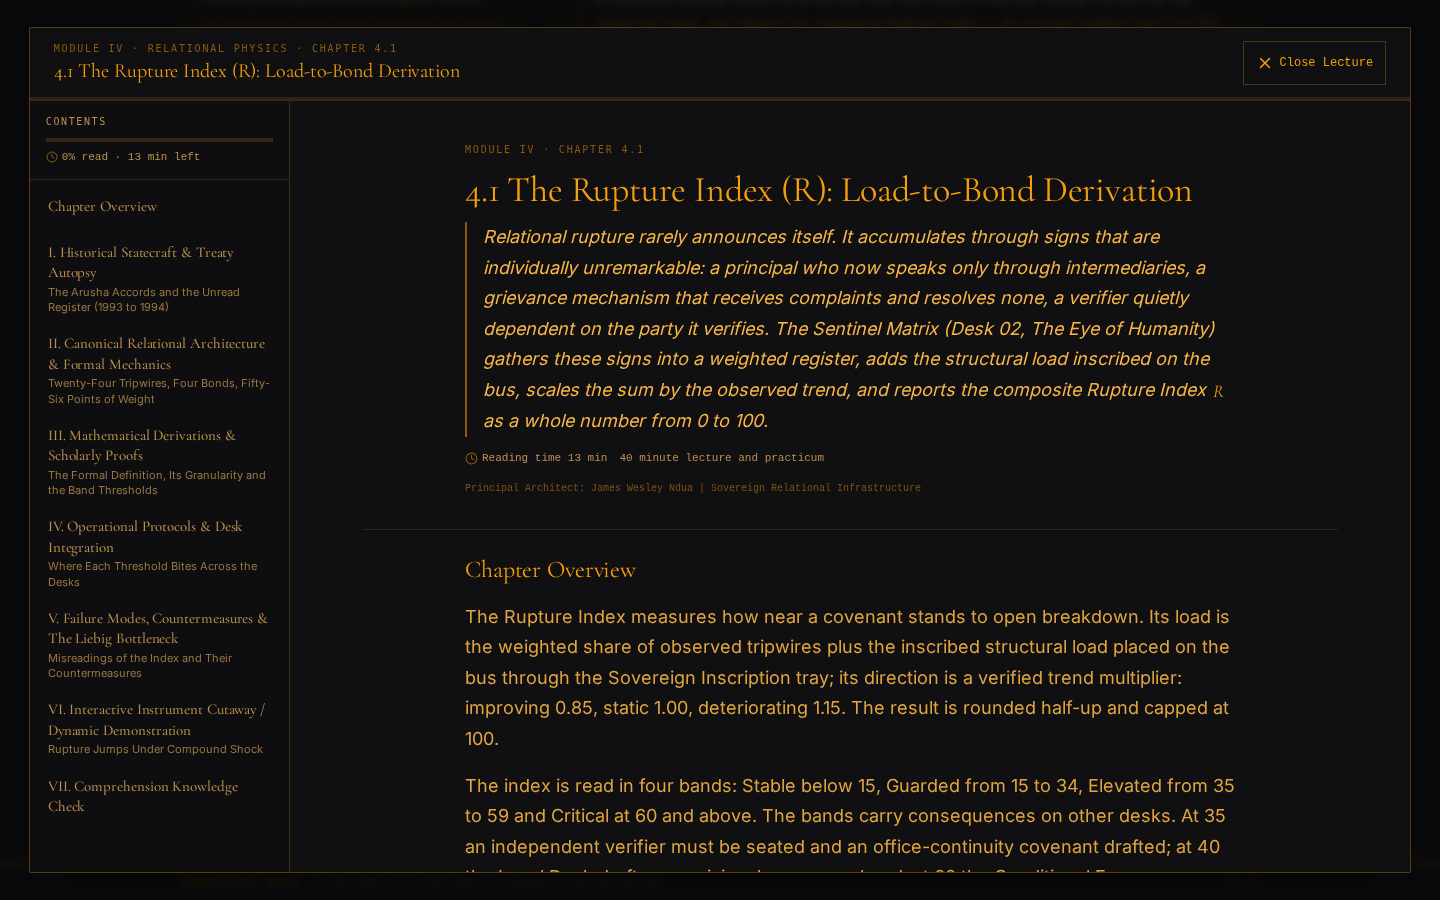 MODULE IV · RELATIONAL PHYSICS · CHAPTER 4.1
4.1 The Rupture Index (R): Load-to-Bond Derivation
Close Lecture
CONTENTS
0% read · 13 min left
Chapter Overview
I. Historical Statecraft & Treaty
Autopsy
The Arusha Accords and the Unread
Register (1993 to 1994)
II. Canonical Relational Architecture
& Formal Mechanics
Twenty-Four Tripwires, Four Bonds, Fifty-
Six Points of Weight
III. Mathematical Derivations &
Scholarly Proofs
The Formal Definition, Its Granularity and
the Band Thresholds
IV. Operational Protocols & Desk
Integration
Where Each Threshold Bites Across the
Desks
V. Failure Modes, Countermeasures &
The Liebig Bottleneck
Misreadings of the Index and Their
Countermeasures
VI. Interactive Instrument Cutaway /
Dynamic Demonstration
Rupture Jumps Under Compound Shock
VII. Comprehension Knowledge
Check
MODULE IV · CHAPTER 4.1
4.1 The Rupture Index (R): Load-to-Bond Derivation
Relational rupture rarely announces itself. It accumulates through signs that are
individually unremarkable: a principal who now speaks only through intermediaries, a
grievance mechanism that receives complaints and resolves none, a verifier quietly
dependent on the party it verifies. The Sentinel Matrix (Desk 02, The Eye of Humanity)
gathers these signs into a weighted register, adds the structural load inscribed on the
bus, scales the sum by the observed trend, and reports the composite Rupture Index R
as a whole number from 0 to 100.
Reading time 13 min 40 minute lecture and practicum
Principal Architect: James Wesley Ndua | Sovereign Relational Infrastructure
Chapter Overview
The Rupture Index measures how near a covenant stands to open breakdown. Its load is
the weighted share of observed tripwires plus the inscribed structural load placed on the
bus through the Sovereign Inscription tray; its direction is a verified trend multiplier:
improving 0.85, static 1.00, deteriorating 1.15. The result is rounded half-up and capped at
100.
The index is read in four bands: Stable below 15, Guarded from 15 to 34, Elevated from 35
to 59 and Critical at 60 and above. The bands carry consequences on other desks. At 35
an independent verifier must be seated and an office-continuity covenant drafted; at 40